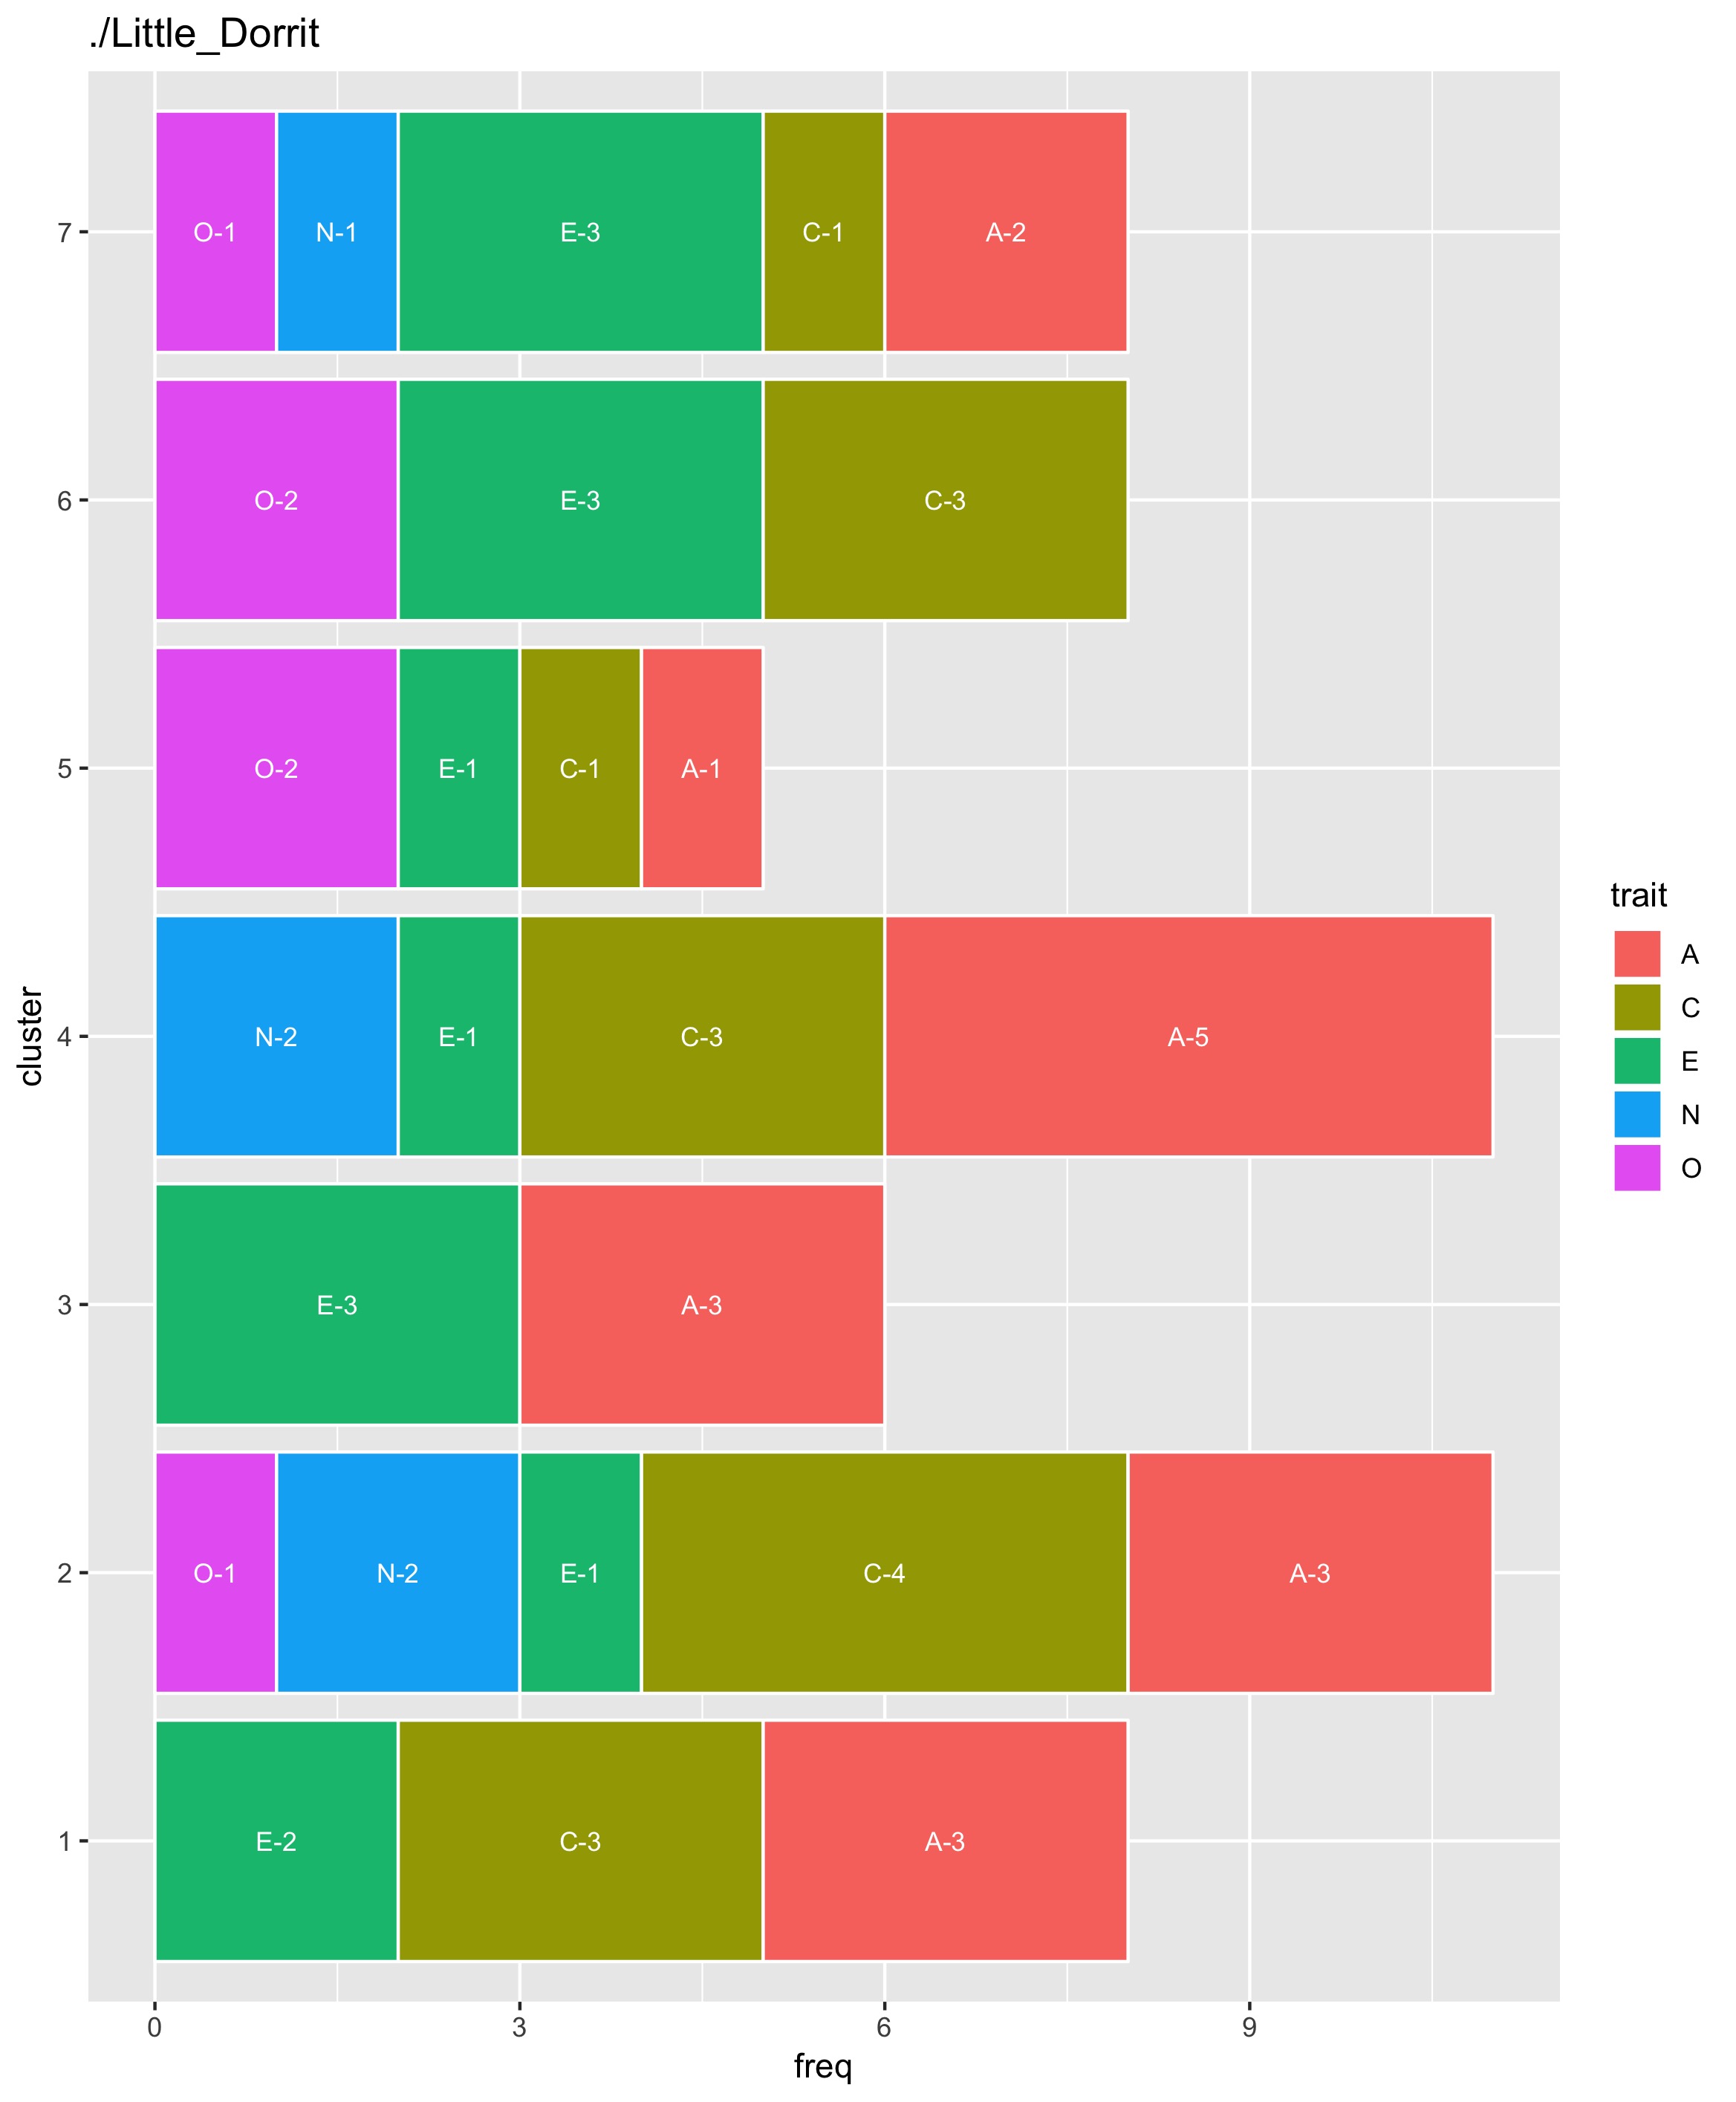 ./Little_Dorrit
7
O-1 N-1 E-3 C-1 A-2
6
O-2 E-3 C-3
5
O-2 E-1 C-1 A-1
4
N-2 E-1 C-3 A-5
3
E-3 A-3
2
O-1 N-2 E-1 C-4 A-3
1
E-2 C-3 A-3
cluster
0 3 6 9
freq
trait
A
C
E
N
O